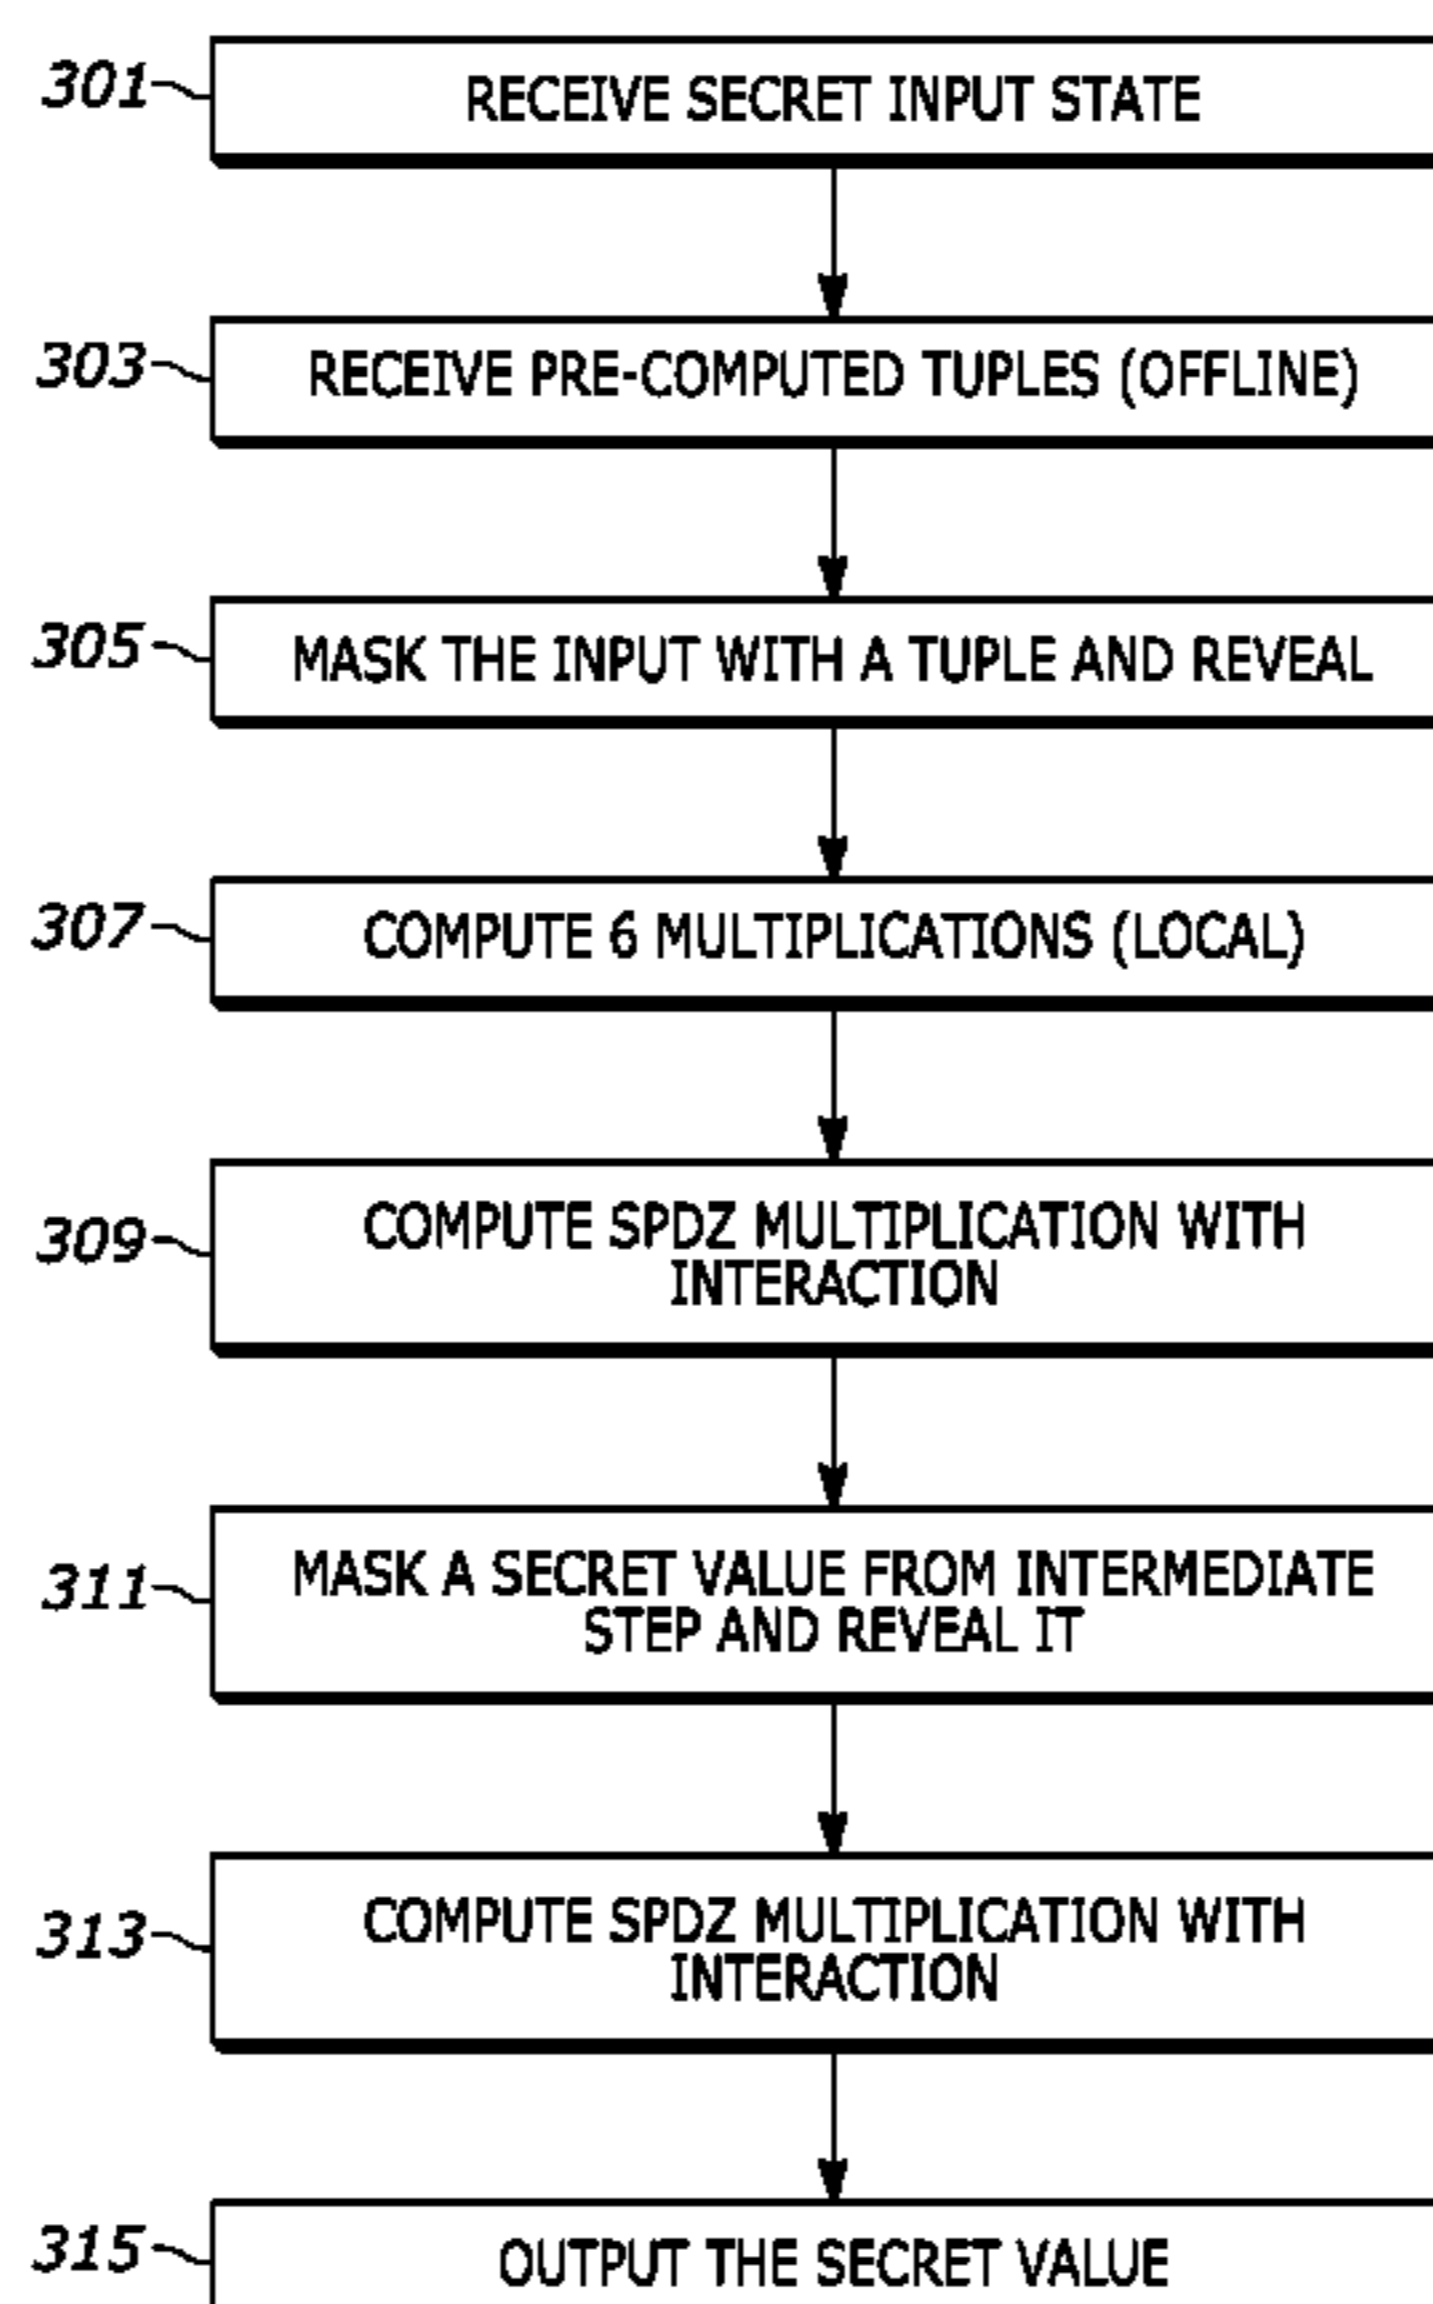 301 RECEIVE SECRET INPUT STATE
303 RECEIVE PRE-COMPUTED TUPLES (OFFLINE)
305 MASK THE INPUT WITH A TUPLE AND REVEAL
307 COMPUTE 6 MULTIPLICATIONS (LOCAL)
309 COMPUTE SPDZ MULTIPLICATION WITH
INTERACTION
311 MASK A SECRET VALUE FROM INTERMEDIATE
STEP AND REVEAL IT
313 COMPUTE SPDZ MULTIPLICATION WITH
INTERACTION
315 OUTPUT THE SECRET VALUE